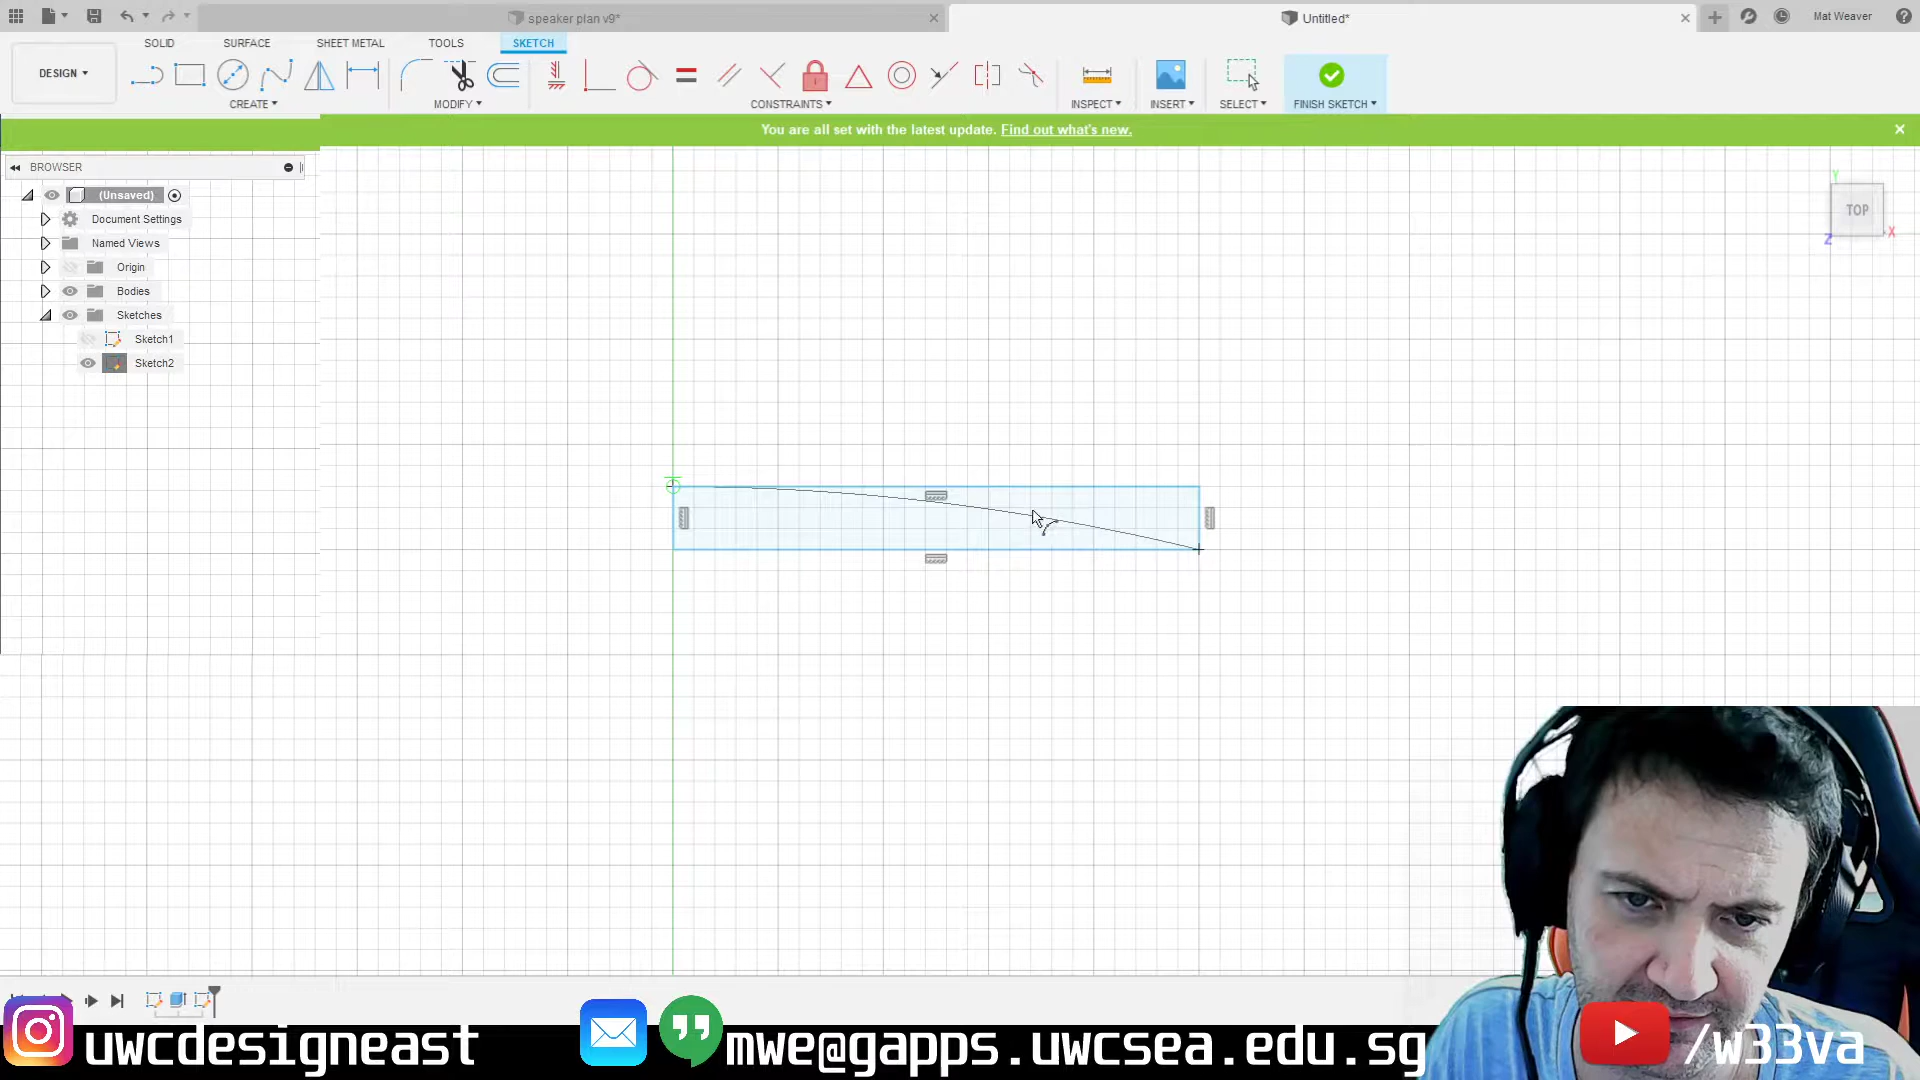 speaker plan v9*
Untitled*
Mat Weaver
DESIGN
SOLID
SURFACE
SHEET METAL
TOOLS
SKETCH
CREATE
MODIFY
CONSTRAINTS
INSPECT
INSERT
SELECT
FINISH SKETCH
You are all set with the latest update. Find out what's new.
BROWSER
(Unsaved)
Document Settings
Named Views
Origin
Bodies
Sketches
Sketch1
Sketch2
Y
TOP
X
Z
uwcdesigneast
mwe@gapps.uwcsea.edu.sg
/w33va